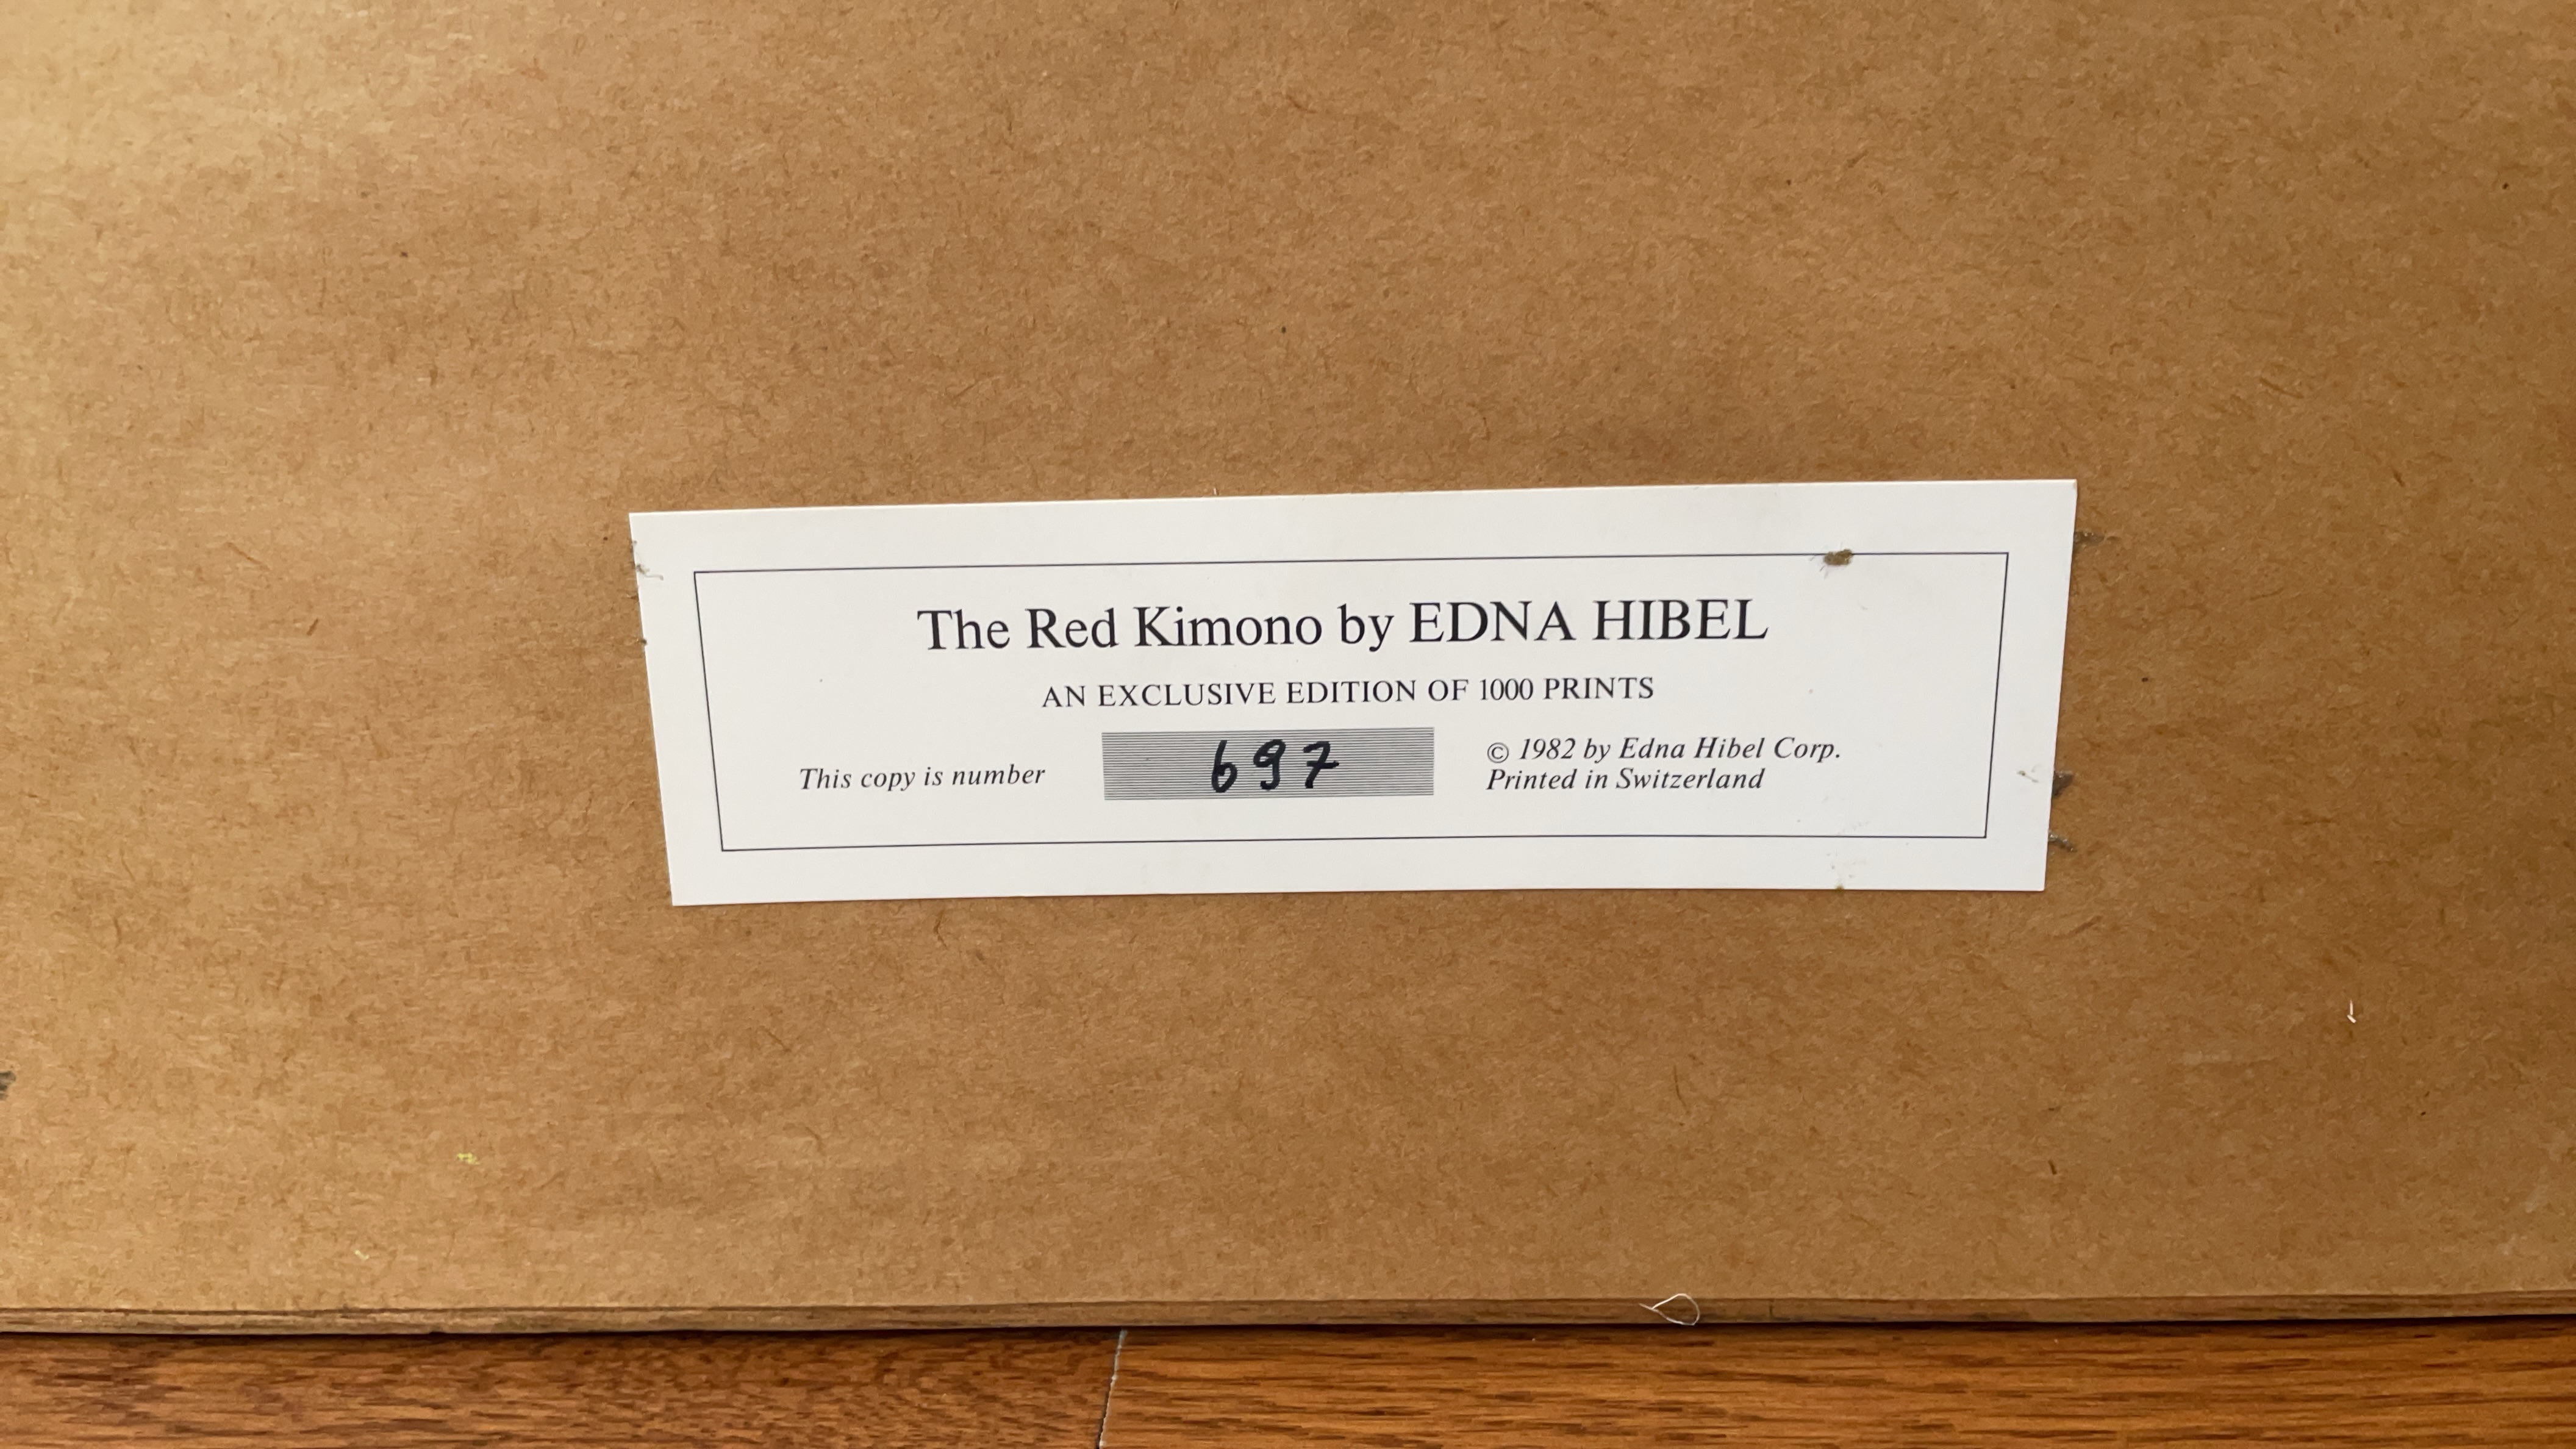 The Red Kimono by EDNA HIBEL
AN EXCLUSIVE EDITION OF 1000 PRINTS
This copy is number 697
© 1982 by Edna Hibel Corp.
Printed in Switzerland